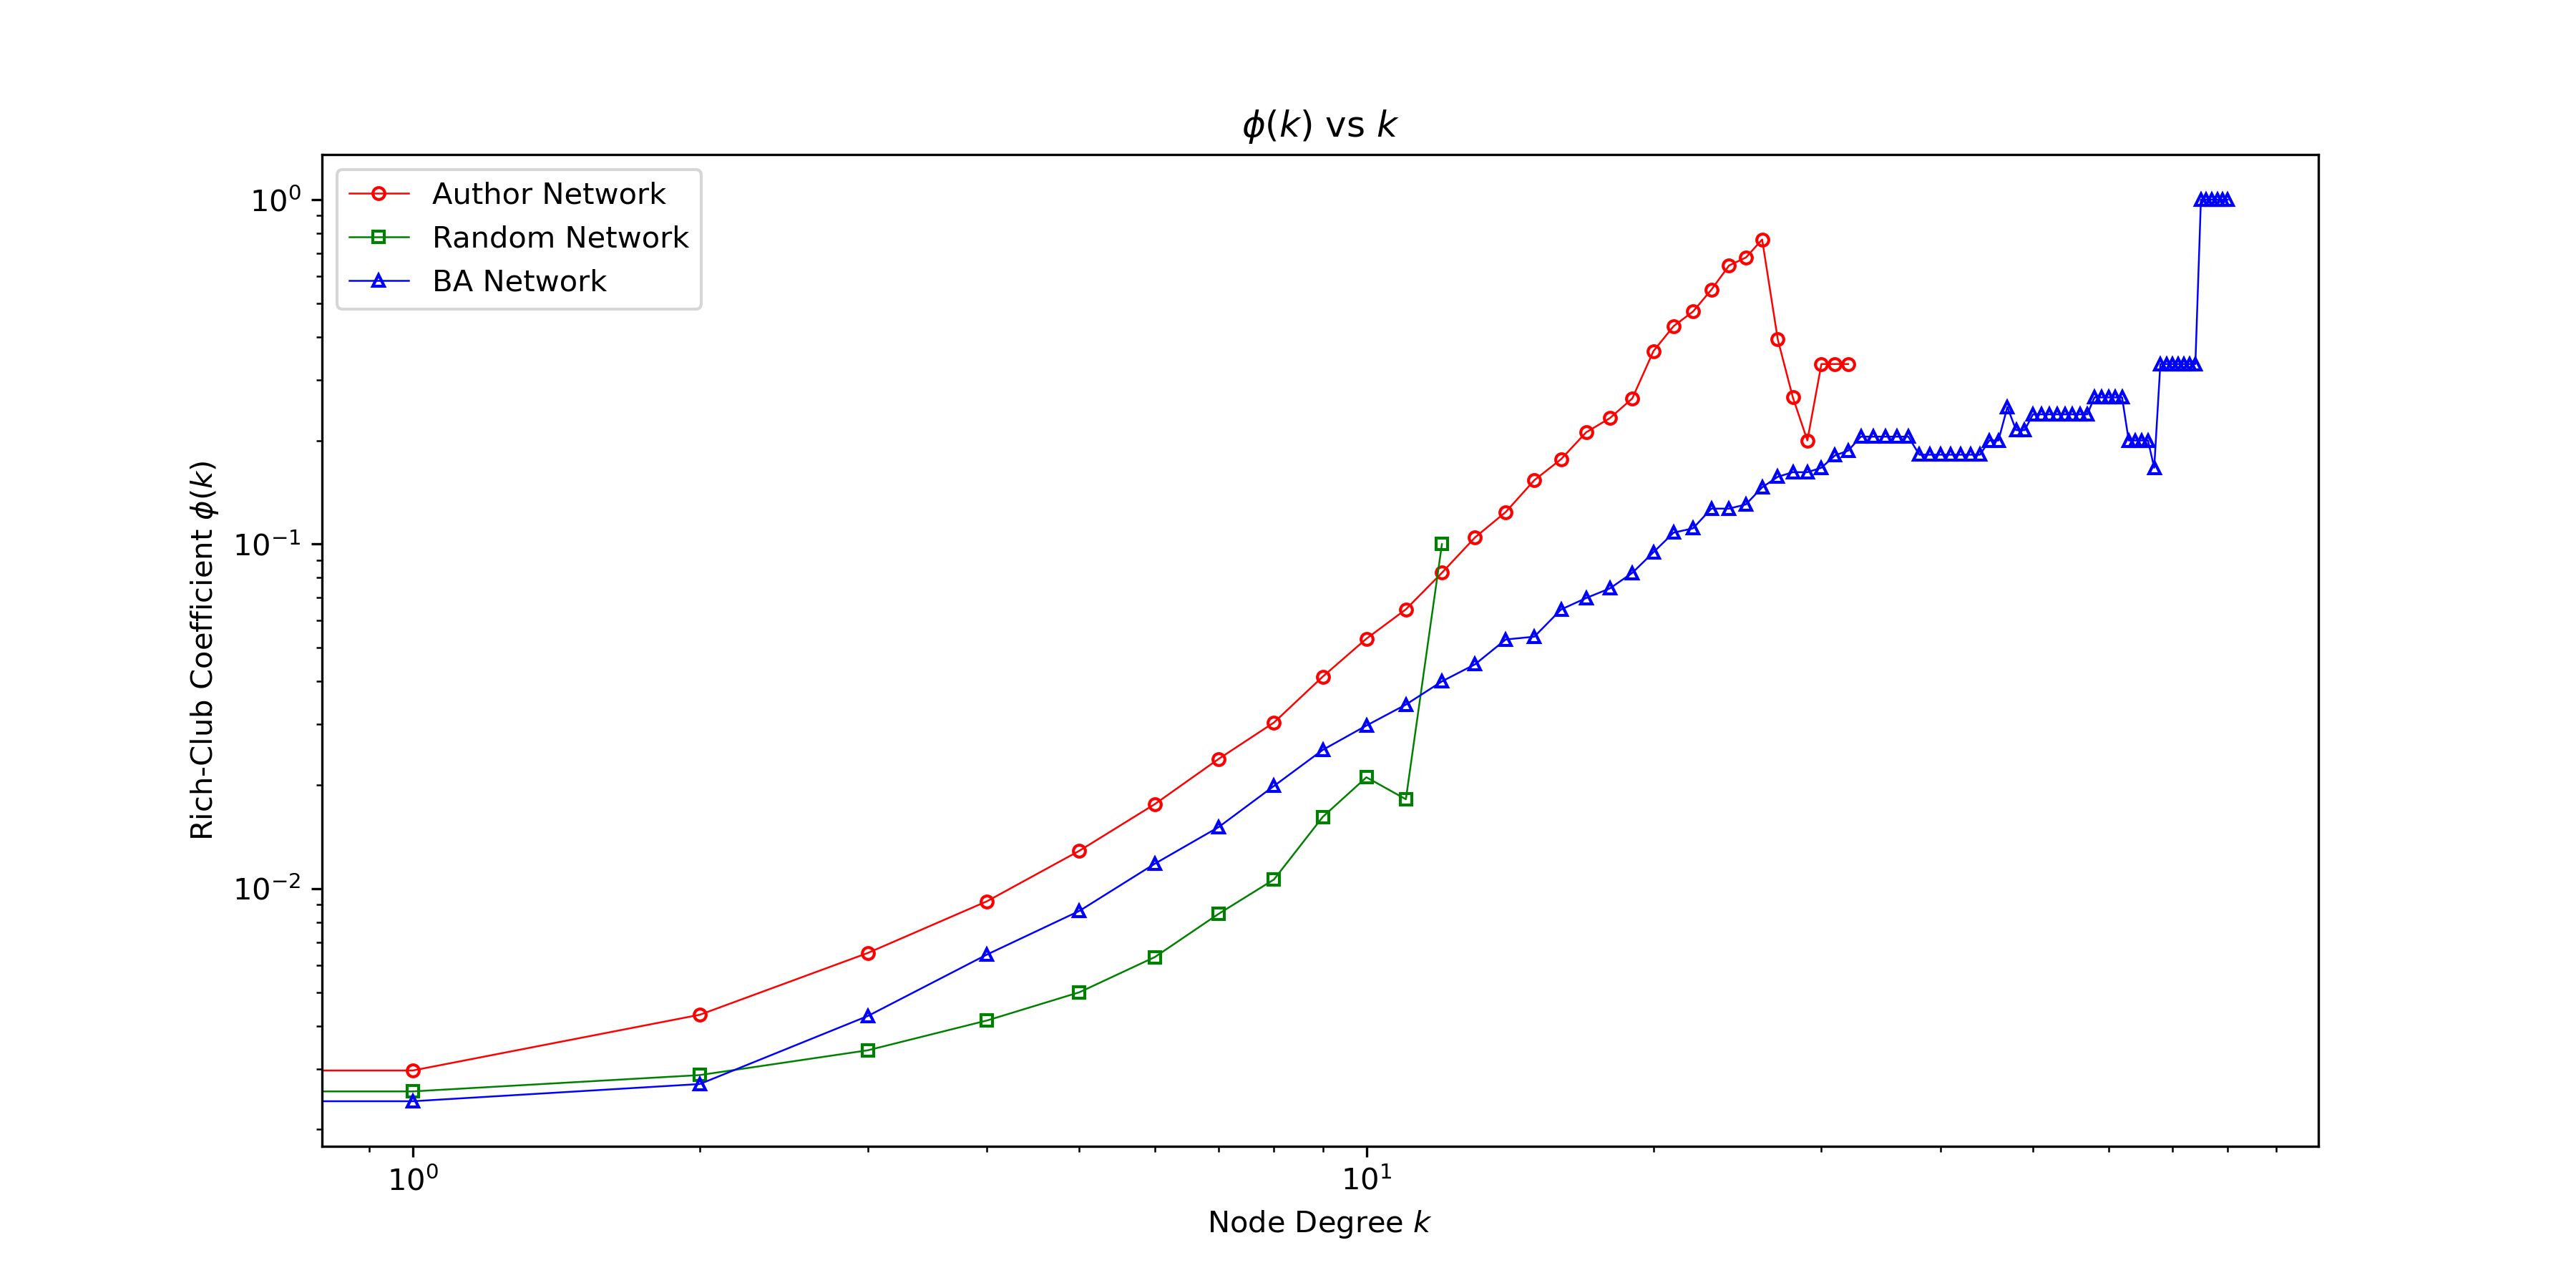 ϕ(k) vs k
Author Network
Random Network
BA Network
10⁰
10⁻¹
10⁻²
Rich-Club Coefficient ϕ(k)
10⁰
10¹
Node Degree k